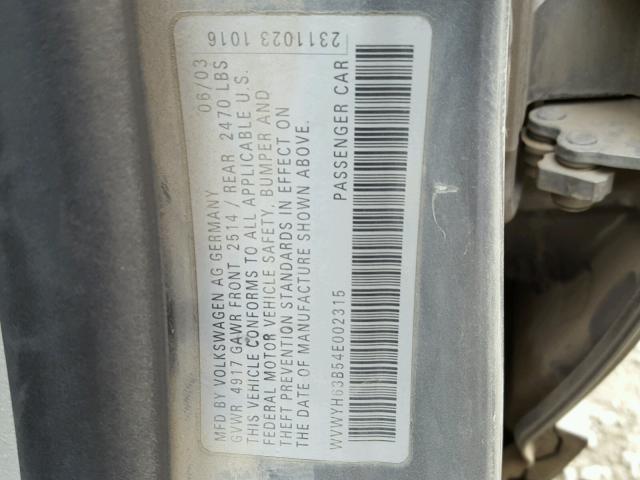 MFD BY VOLKSWAGEN AG GERMANY 06/03
GVWR 4917 GAWR FRONT 2514 / REAR 2470 LBS
THIS VEHICLE CONFORMS TO ALL APPLICABLE U.S.
FEDERAL MOTOR VEHICLE SAFETY, BUMPER AND
THEFT PREVENTION STANDARDS IN EFFECT ON
THE DATE OF MANUFACTURE SHOWN ABOVE.
2311023 1016
WVWYH63B54E002315 PASSENGER CAR